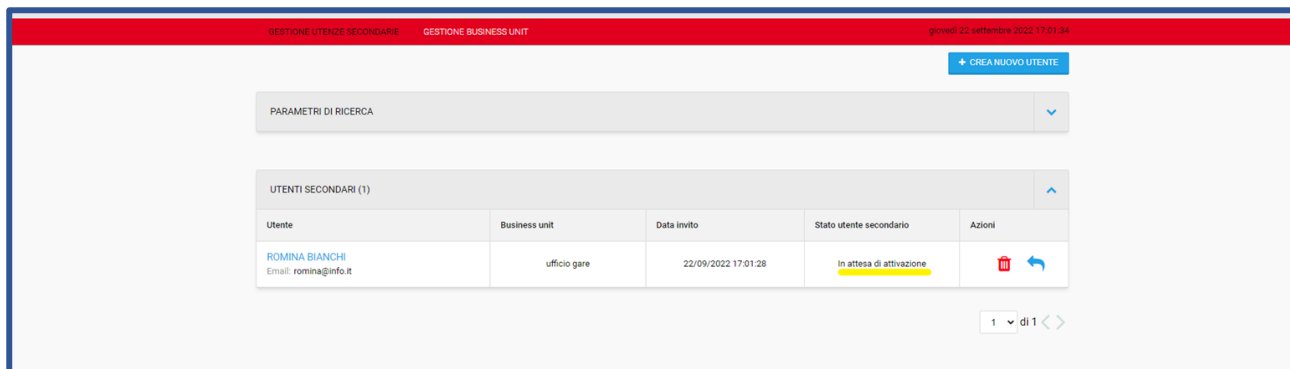 GESTIONE UTENZE SECONDARIE GESTIONE BUSINESS UNIT giovedì 22 settembre 2022 17:01:34
+ CREA NUOVO UTENTE
PARAMETRI DI RICERCA
UTENTI SECONDARI (1)
Utente Business unit Data invito Stato utente secondario Azioni
ROMINA BIANCHI
Email: romina@info.it ufficio gare 22/09/2022 17:01:28 In attesa di attivazione
1 di 1